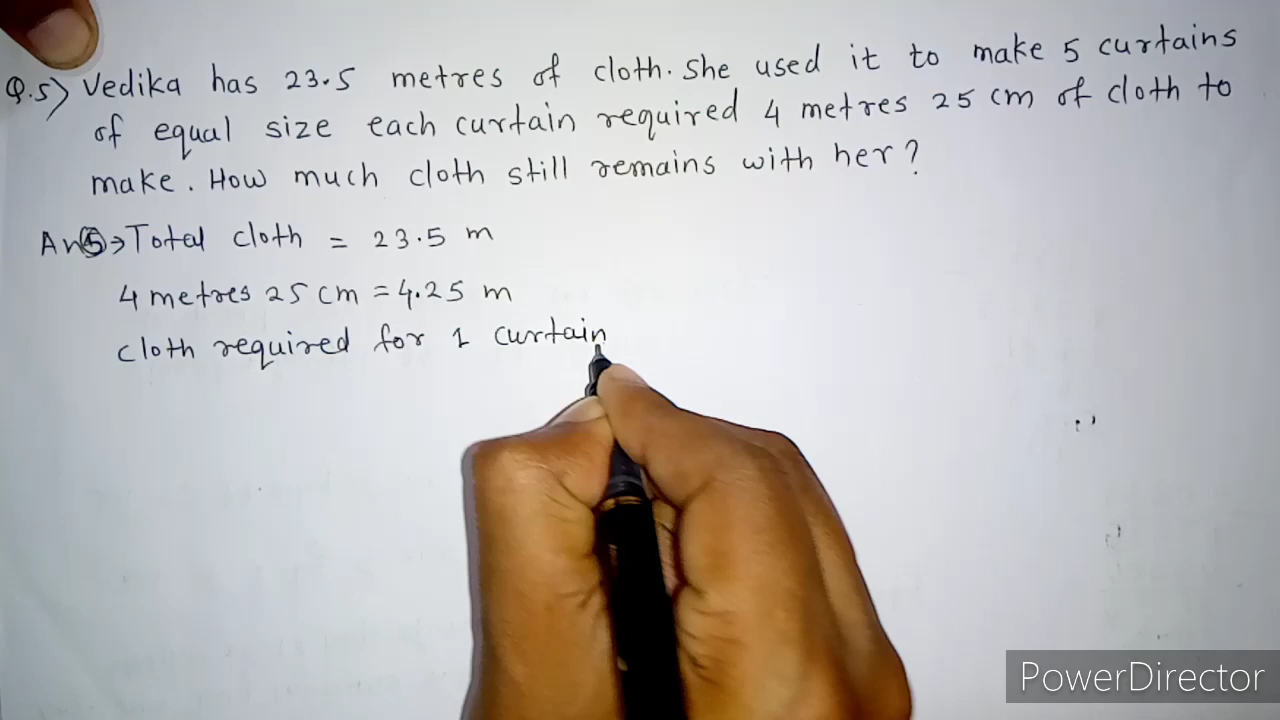 Q.5) Vedika has 23.5 metres of cloth. She used it to make 5 curtains
of equal size each curtain required 4 metres 25 cm of cloth to
make. How much cloth still remains with her?
Ans(5)→ Total cloth = 23.5 m
4 metres 25 cm = 4.25 m
cloth required for 1 curtain
PowerDirector